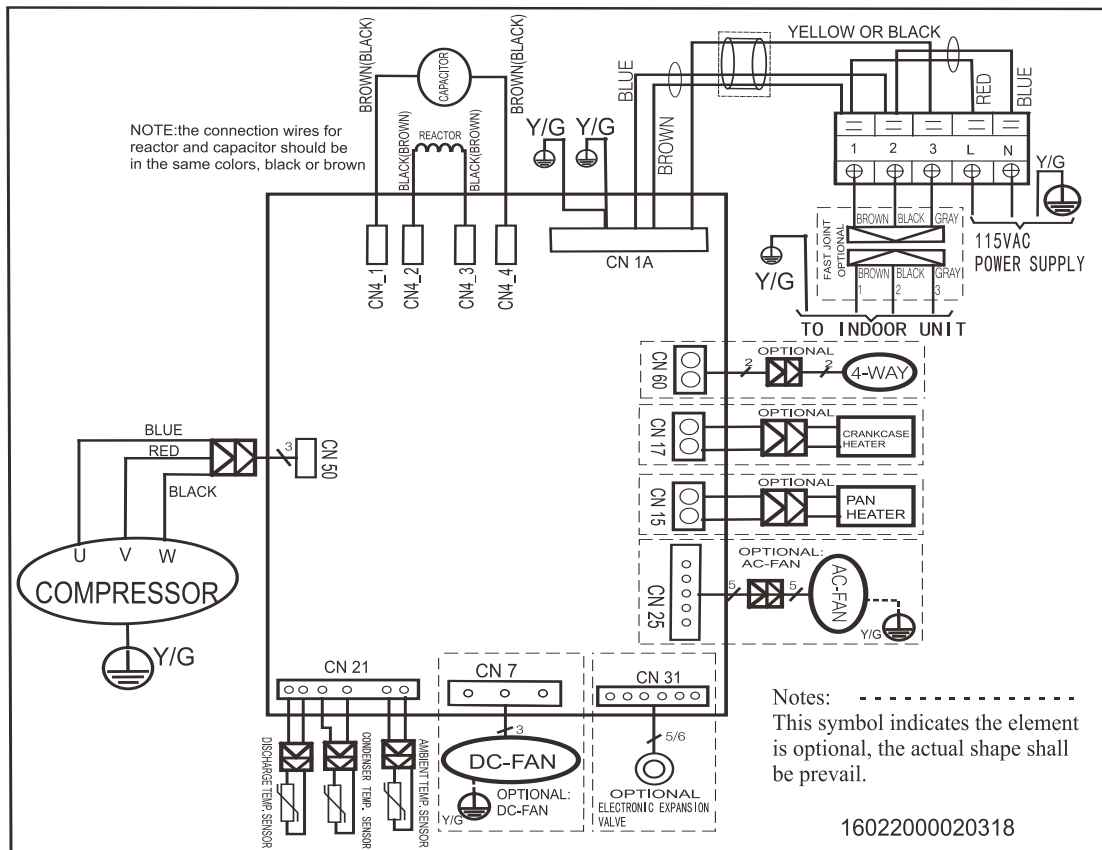 YELLOW OR BLACK
BROWN(BLACK)
CAPACITOR
BROWN(BLACK)
BLUE
RED
BLUE
NOTE:the connection wires for
reactor and capacitor should be
in the same colors, black or brown
REACTOR
BLACK(BROWN)
BLACK(BROWN)
Y/G
Y/G
BROWN
1 2 3 L N
Y/G
CN4_1
CN4_2
CN4_3
CN4_4
CN 1A
Y/G
FAST JOINT
OPTIONAL
BROWN BLACK GRAY
BROWN BLACK GRAY
1 2 3
115VAC
POWER SUPPLY
TO INDOOR UNIT
CN 60
2
OPTIONAL
2
4-WAY
CN 17
OPTIONAL
CRANKCASE
HEATER
CN 15
OPTIONAL
PAN
HEATER
CN 25
OPTIONAL:
AC-FAN
5
5
AC-FAN
Y/G
BLUE
RED
BLACK
3
CN 50
U V W
COMPRESSOR
Y/G
CN 21
DISCHARGE TEMP.SENSOR
CONDENSER TEMP. SENSOR
AMBIENT TEMP.SENSOR
CN 7
3
DC-FAN
OPTIONAL:
DC-FAN
Y/G
CN 31
5/6
OPTIONAL
ELECTRONIC EXPANSION
VALVE
Notes: - - - - - - - - - - - - - - - -
This symbol indicates the element
is optional, the actual shape shall
be prevail.
16022000020318